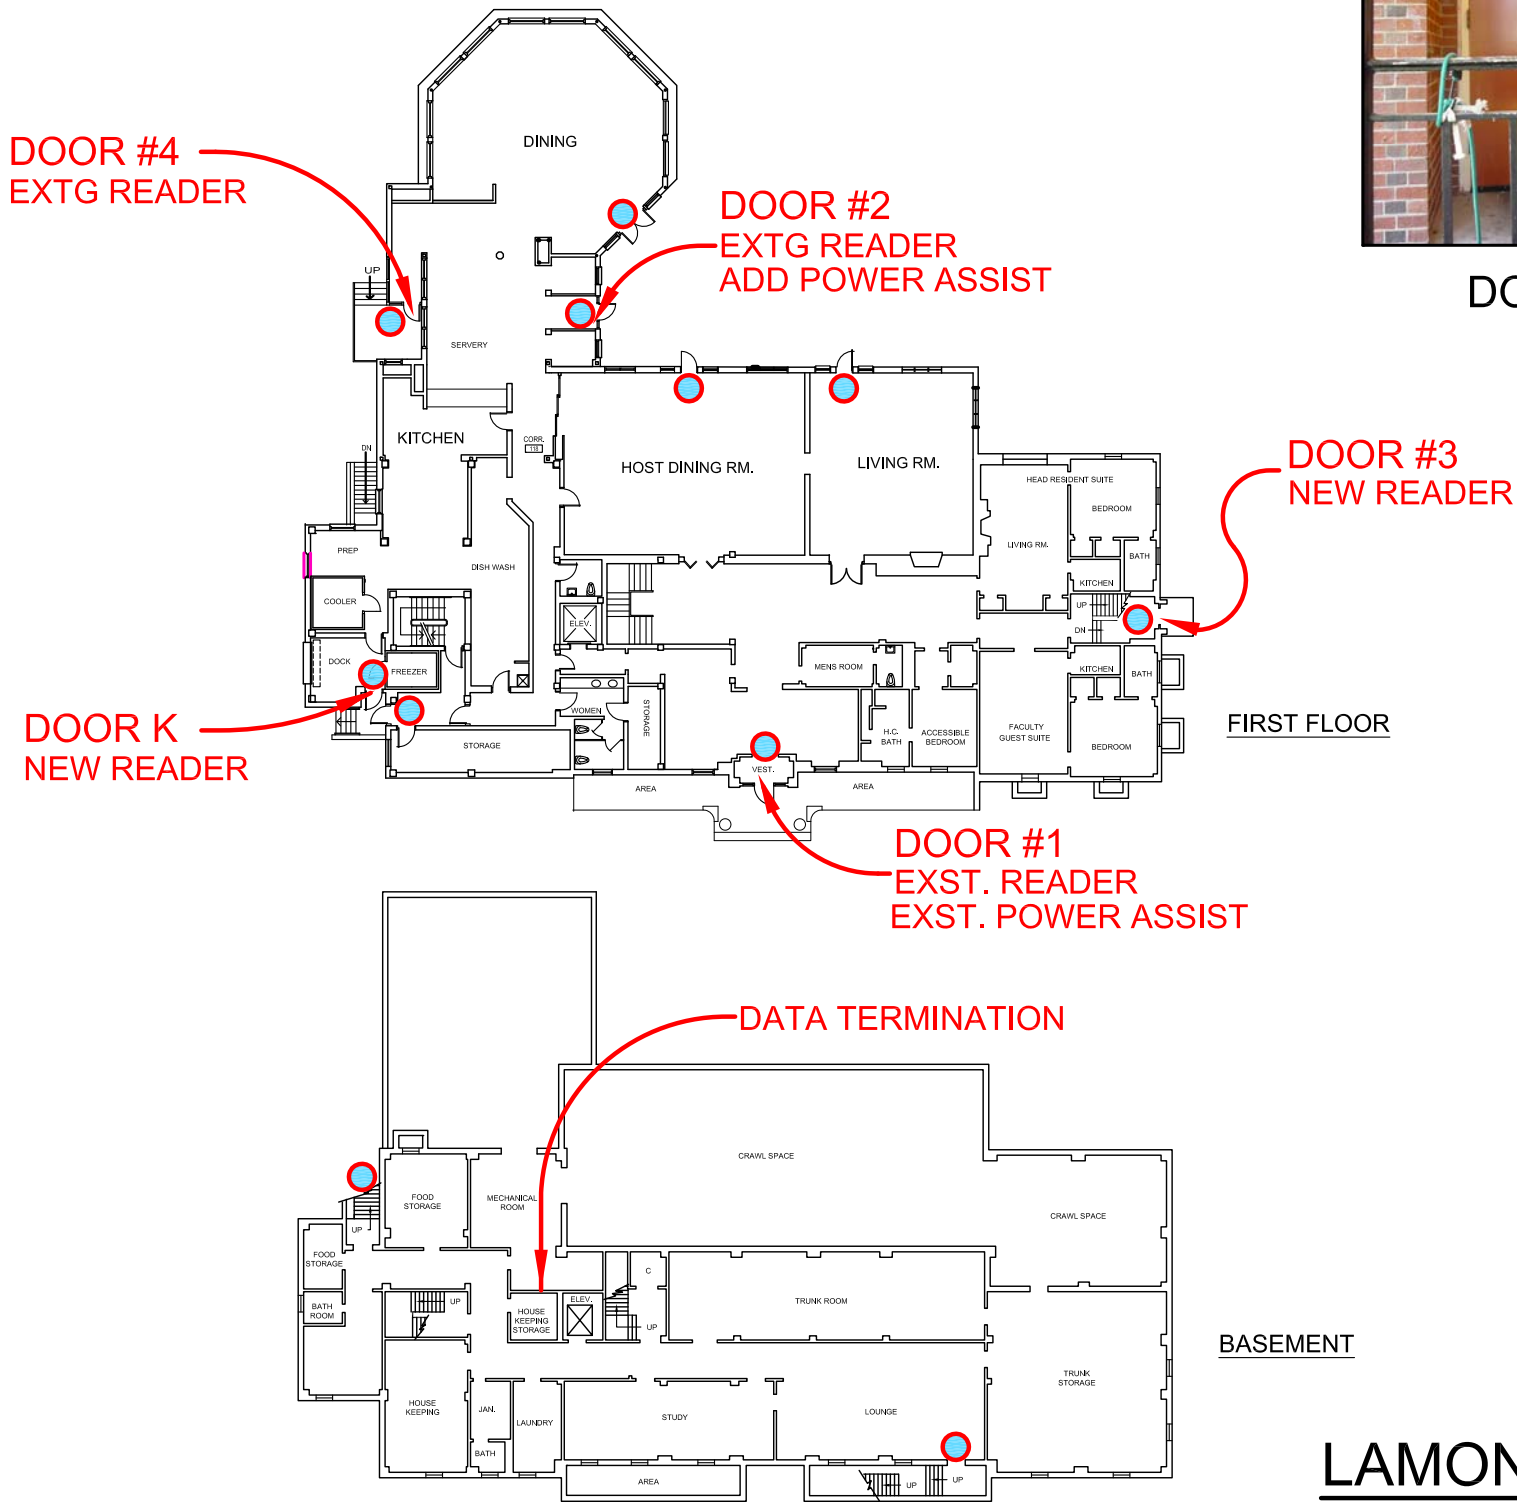 DINING
DOOR #4
EXTG READER
DOOR #2
EXTG READER
ADD POWER ASSIST
UP
SERVERY
KITCHEN
CORR.
118
DN
HOST DINING RM.
LIVING RM.
DOOR #3
NEW READER
HEAD RESIDENT SUITE
BEDROOM
LIVING RM.
BATH
KITCHEN
UP
DN
PREP
DISH WASH
COOLER
ELEV.
DOCK
FREEZER
MENS ROOM
KITCHEN
BATH
DOOR K
NEW READER
WOMEN
STORAGE
STORAGE
H.C.
BATH
ACCESSIBLE
BEDROOM
FACULTY
GUEST SUITE
BEDROOM
FIRST FLOOR
VEST.
AREA
AREA
DOOR #1
EXST. READER
EXST. POWER ASSIST
DATA TERMINATION
CRAWL SPACE
FOOD
STORAGE
MECHANICAL
ROOM
CRAWL SPACE
UP
FOOD
STORAGE
BATH
ROOM
UP
HOUSE
KEEPING
STORAGE
ELEV.
C
UP
TRUNK ROOM
BASEMENT
TRUNK
STORAGE
HOUSE
KEEPING
JAN.
LAUNDRY
STUDY
LOUNGE
BATH
AREA
UP
UP
LAMON
DO